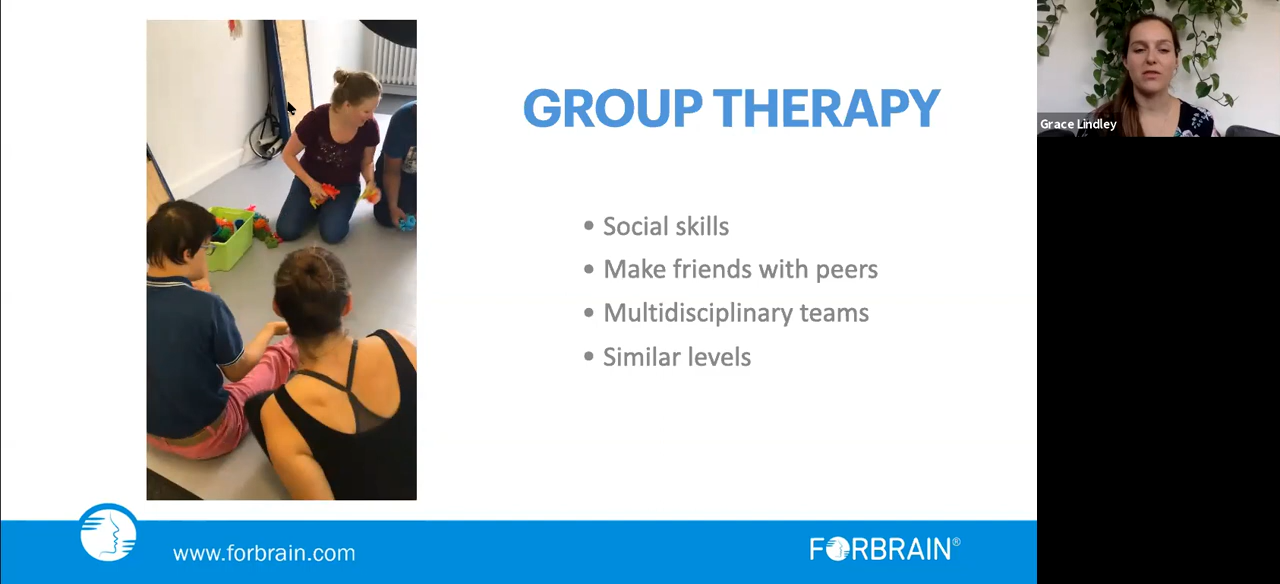 GROUP THERAPY
• Social skills
• Make friends with peers
• Multidisciplinary teams
• Similar levels
www.forbrain.com
FORBRAIN®
Grace Lindley